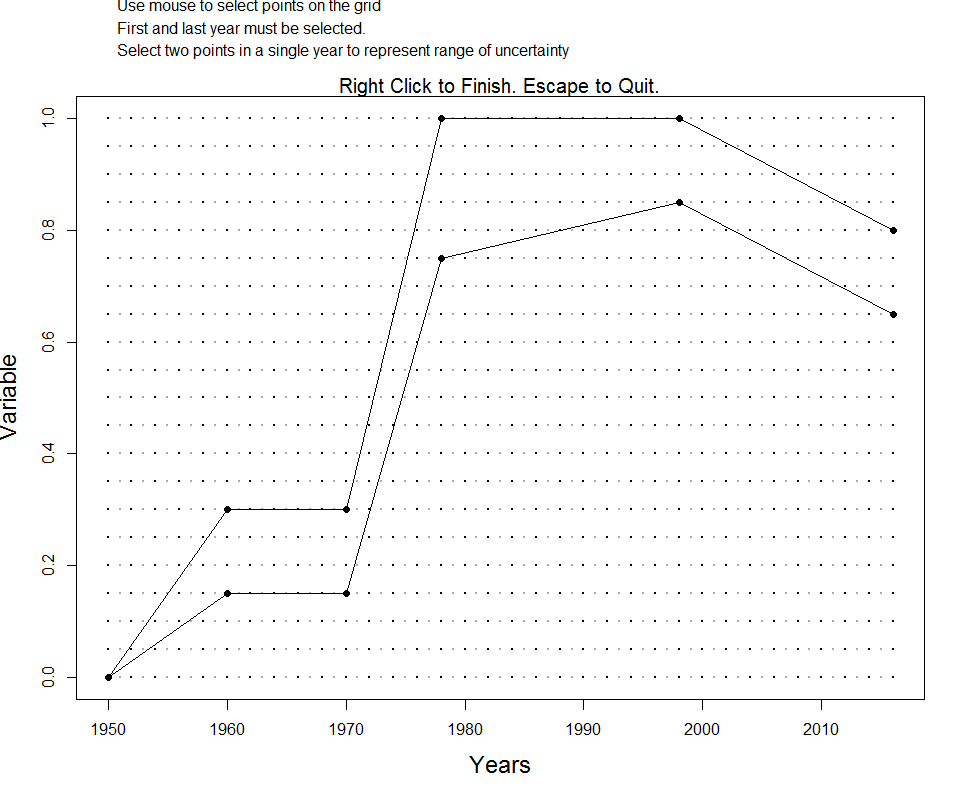 Use mouse to select points on the grid
First and last year must be selected.
Select two points in a single year to represent range of uncertainty
Right Click to Finish. Escape to Quit.
1.0
0.8
0.6
0.4
0.2
0.0
Variable
1950 1960 1970 1980 1990 2000 2010
Years